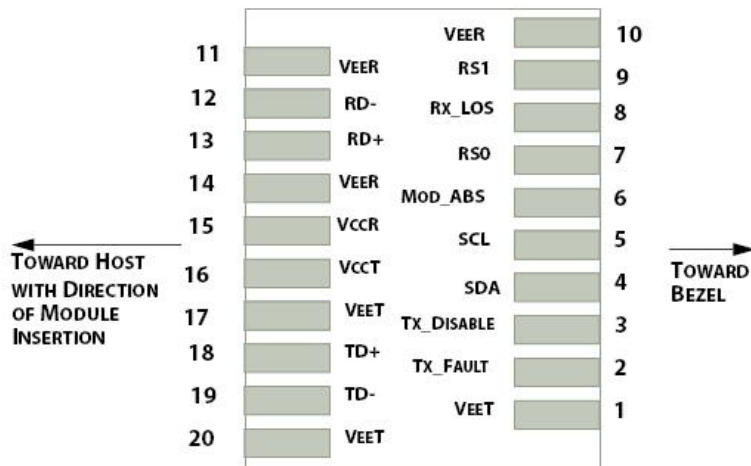 11 VEER
12 RD-
13 RD+
14 VEER
15 VCCR
16 VCCT
17 VEET
18 TD+
19 TD-
20 VEET
TOWARD HOST
WITH DIRECTION
OF MODULE
INSERTION
VEER 10
RS1 9
RX_LOS 8
RS0 7
MOD_ABS 6
SCL 5
SDA 4
TX_DISABLE 3
TX_FAULT 2
VEET 1
TOWARD
BEZEL